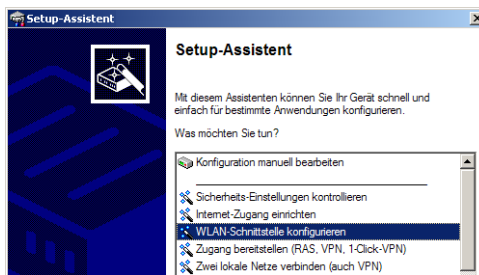 Setup-Assistent
Setup-Assistent
Mit diesem Assistenten können Sie Ihr Gerät schnell und
einfach für bestimmte Anwendungen konfigurieren.
Was möchten Sie tun?
Konfiguration manuell bearbeiten
Sicherheits-Einstellungen kontrollieren
Internet-Zugang einrichten
WLAN-Schnittstelle konfigurieren
Zugang bereitstellen (RAS, VPN, 1-Click-VPN)
Zwei lokale Netze verbinden (auch VPN)